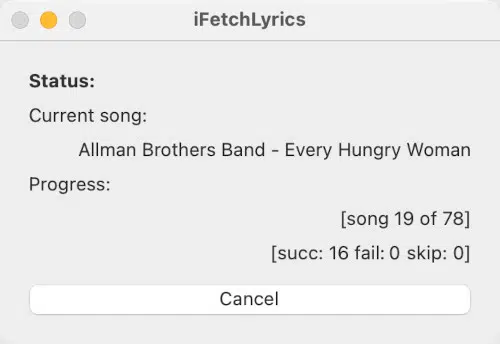 iFetchLyrics
Status:
Current song:
Allman Brothers Band - Every Hungry Woman
Progress:
[song 19 of 78]
[succ: 16 fail: 0 skip: 0]
Cancel